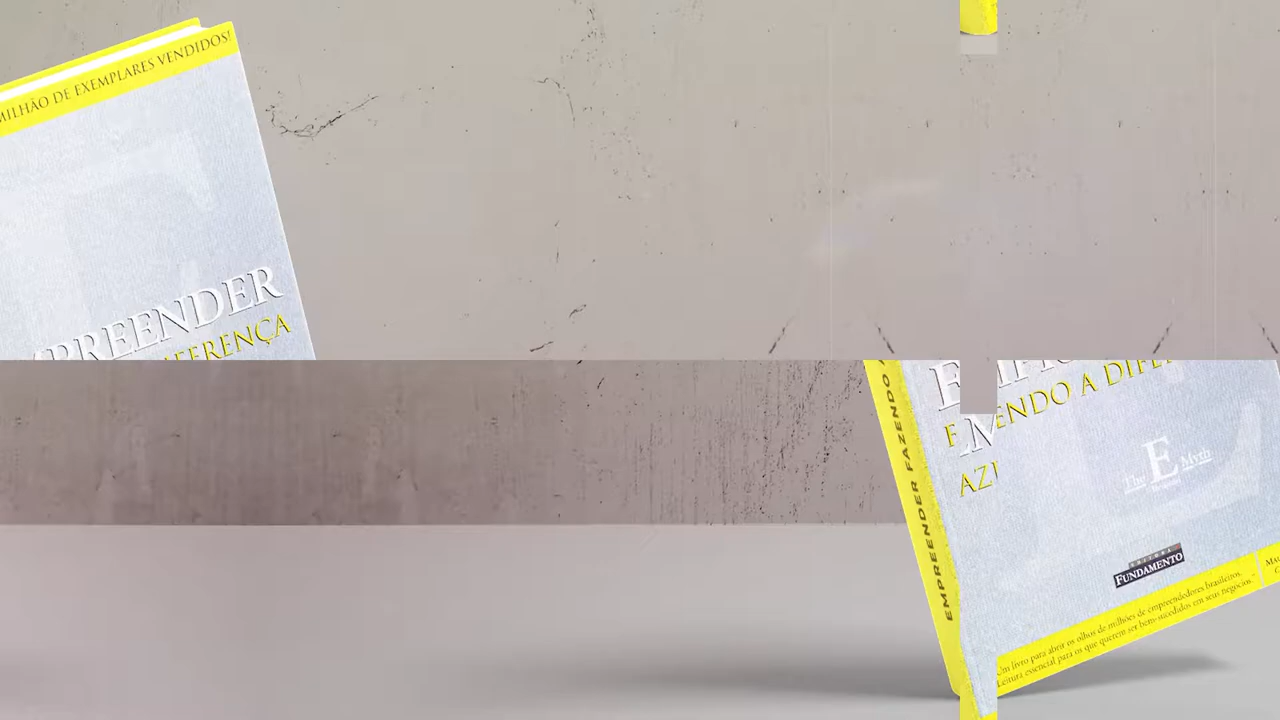 MILHÃO DE EXEMPLARES VENDIDOS!
PREENDER
FERENÇA
EMPREENDER FAZENDO
ENDO A DIFE
The E Myth
EDITORA
FUNDAMENTO
Um livro para abrir os olhos de milhões de empreendedores brasileiros.
Leitura essencial para os que querem ser bem-sucedidos em seus negócios.